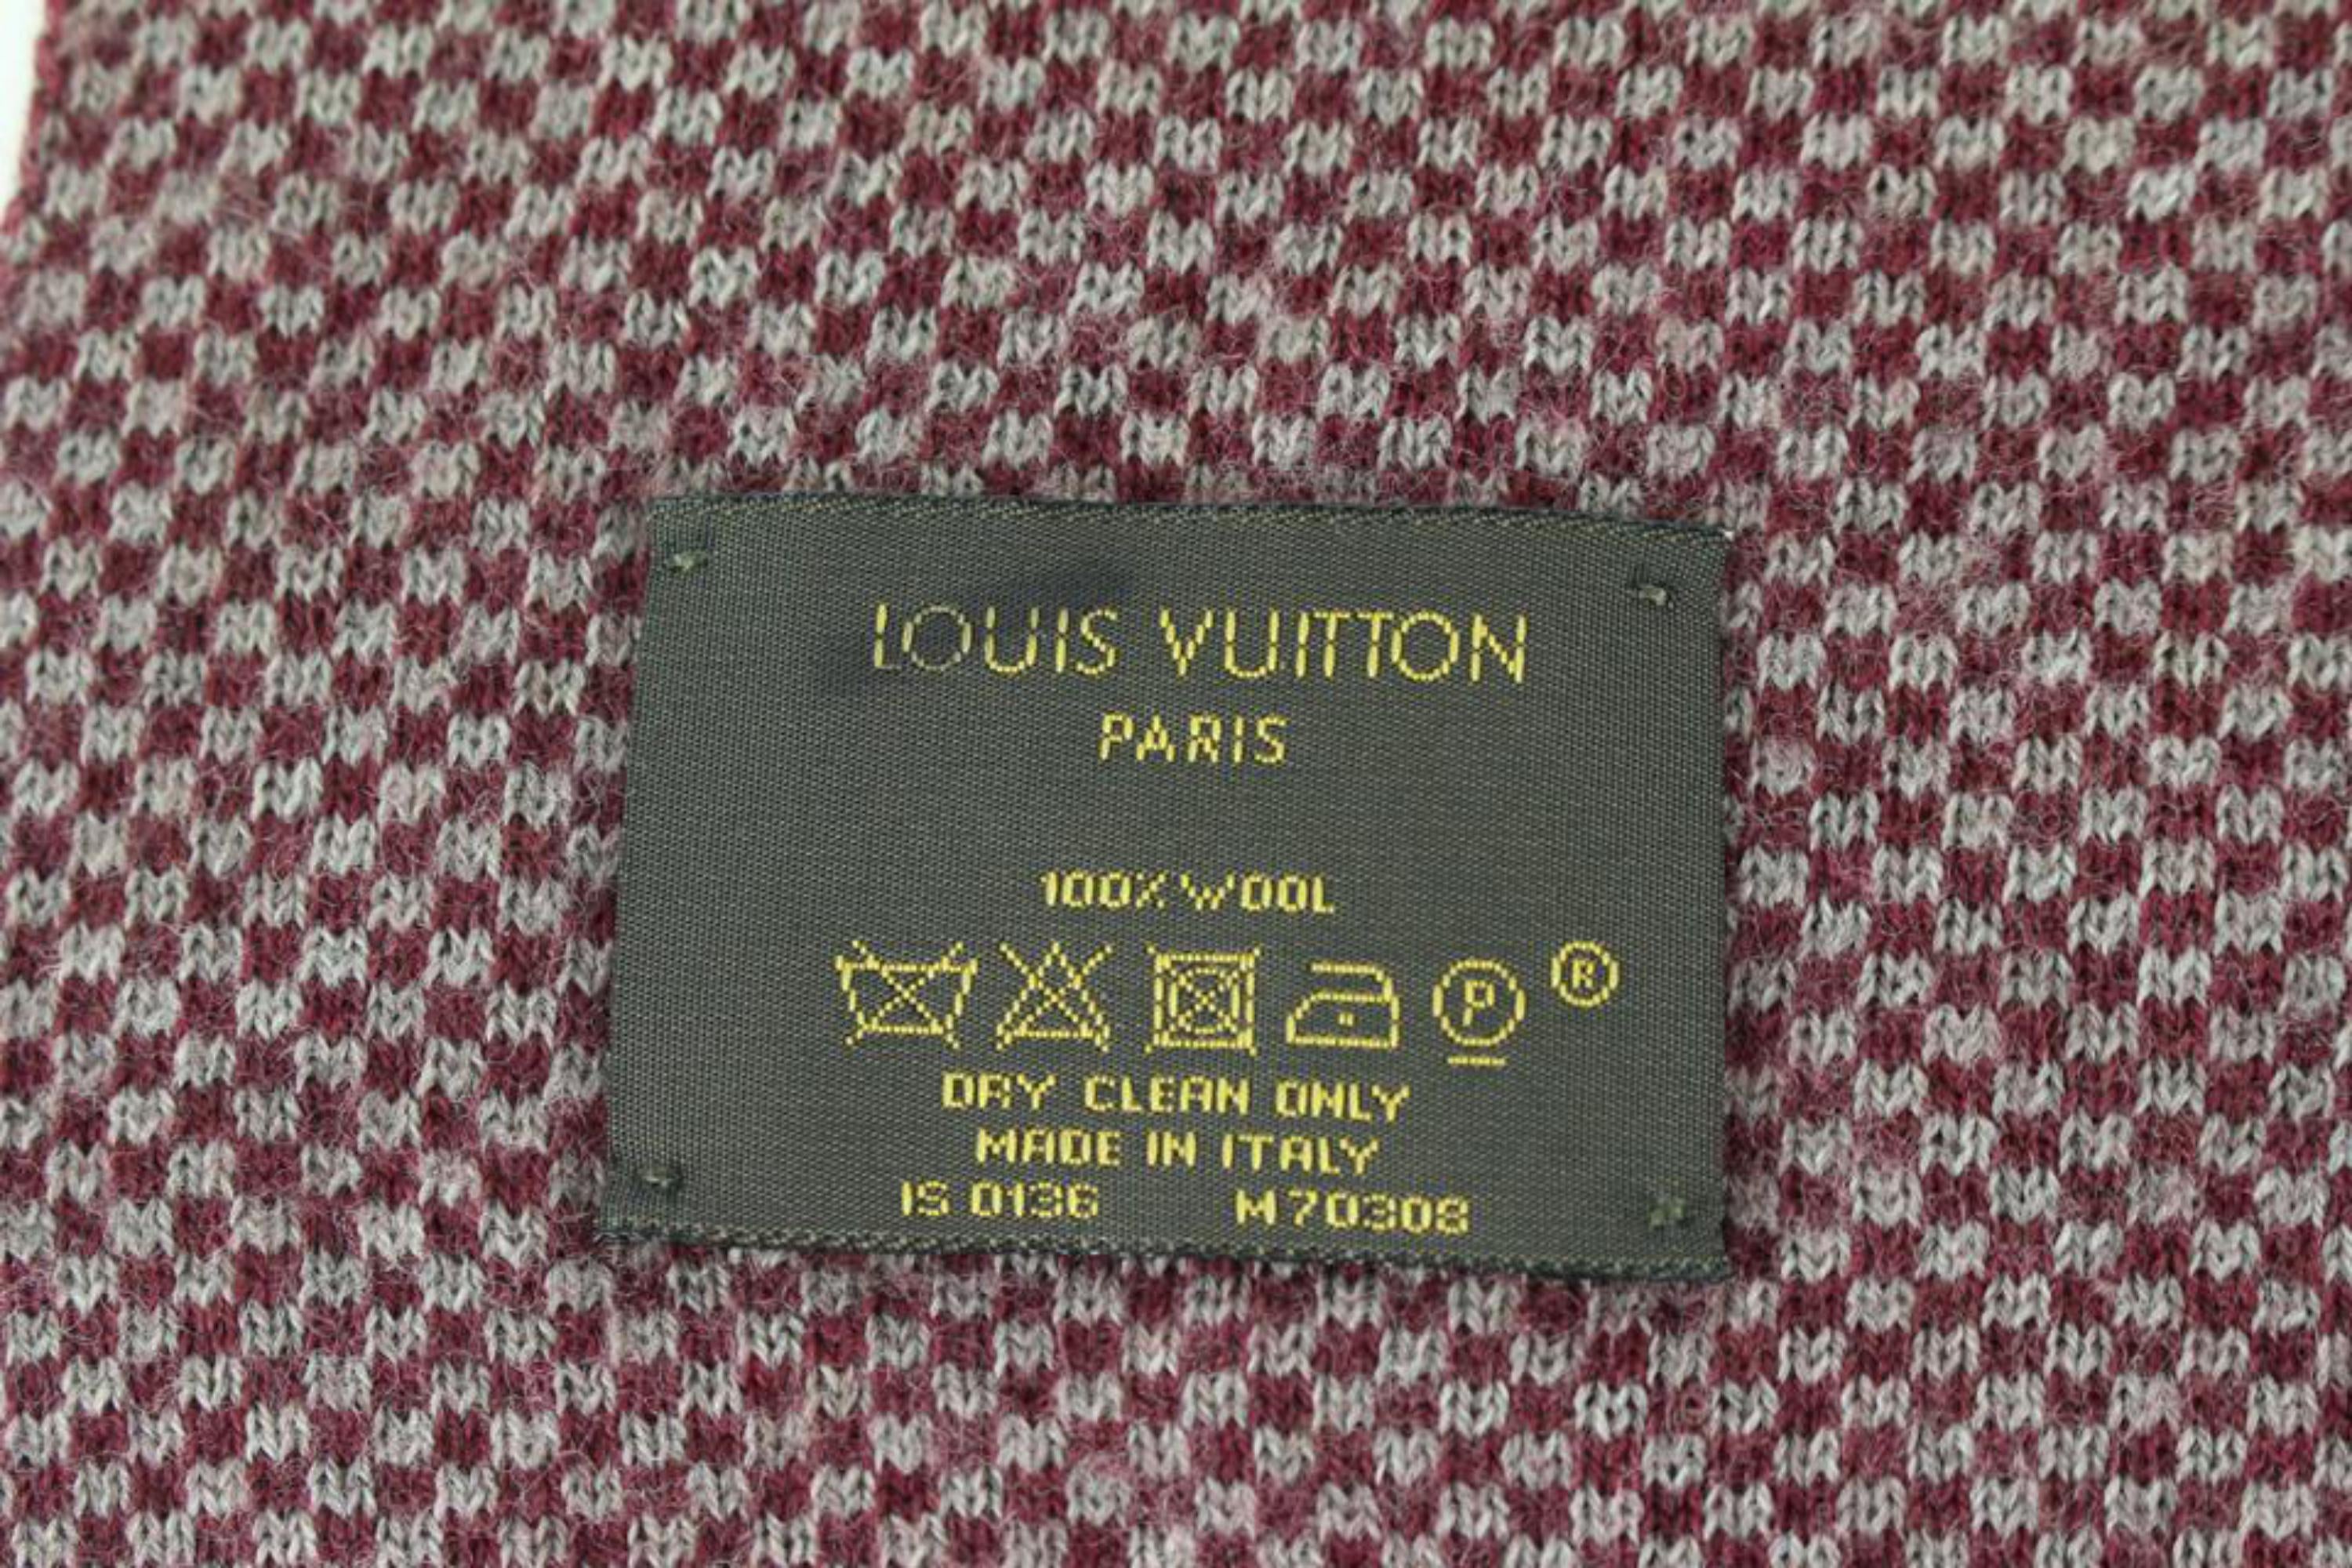 LOUIS VUITTON
PARIS
100% WOOL
P ®
DRY CLEAN ONLY
MADE IN ITALY
IS 0136 M70308